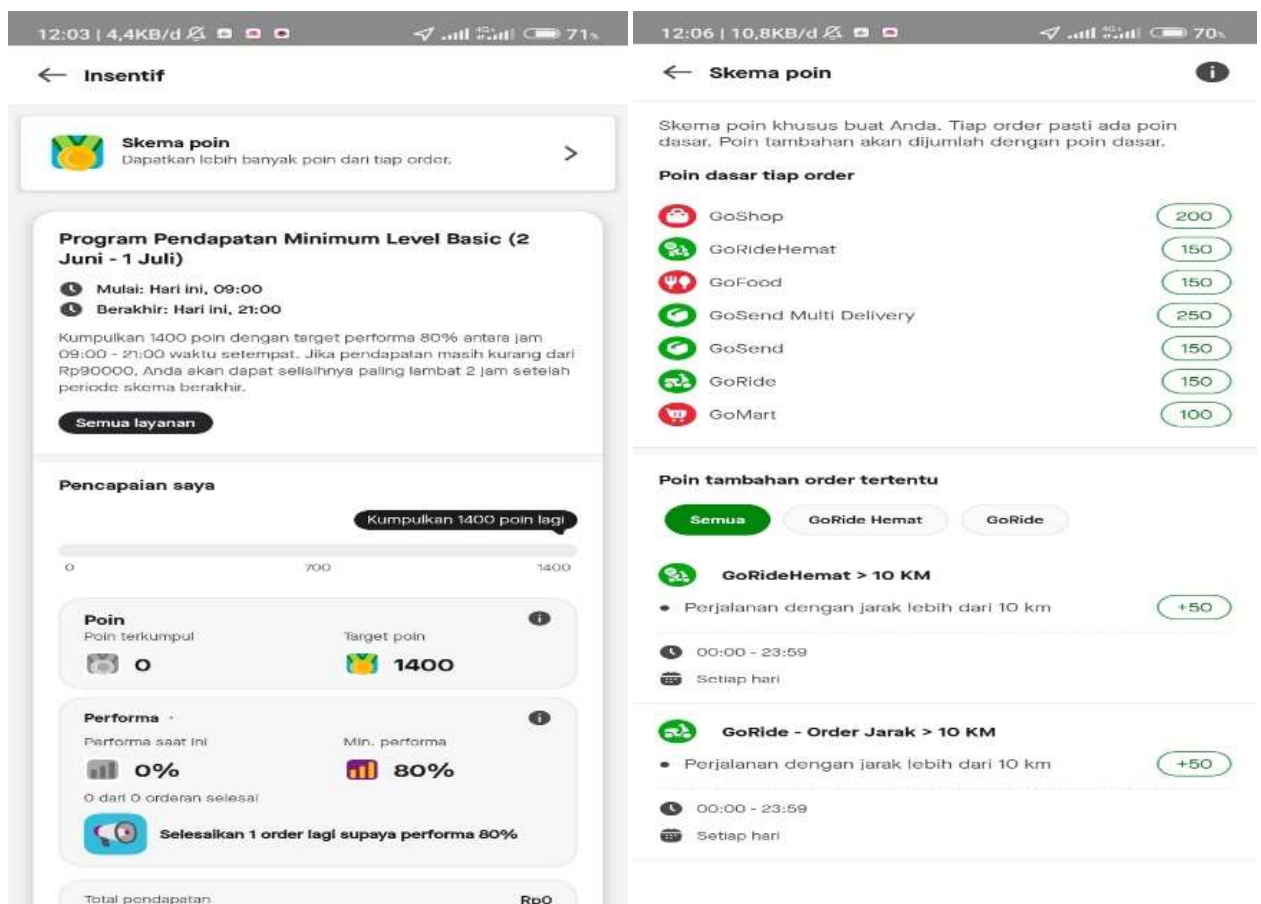 12:03 | 4,4KB/d
71%
Insentif
Skema poin
Dapatkan lebih banyak poin dari tiap order.
Program Pendapatan Minimum Level Basic (2
Juni - 1 Juli)
Mulai: Hari ini, 09:00
Berakhir: Hari ini, 21:00
Kumpulkan 1400 poin dengan target performa 80% antara jam
09:00 - 21:00 waktu setempat. Jika pendapatan masih kurang dari
Rp90000, Anda akan dapat selisihnya paling lambat 2 jam setelah
periode skema berakhir.
Semua layanan
Pencapaian saya
Kumpulkan 1400 poin lagi
0 700 1400
Poin
Poin terkumpul Target poin
0 1400
Performa
Performa saat ini Min. performa
0% 80%
0 dari 0 orderan selesai
Selesaikan 1 order lagi supaya performa 80%
Total pendapatan Rp0
12:06 | 10,8KB/d
70%
Skema poin
Skema poin khusus buat Anda. Tiap order pasti ada poin
dasar. Poin tambahan akan dijumlah dengan poin dasar.
Poin dasar tiap order
GoShop 200
GoRideHemat 150
GoFood 150
GoSend Multi Delivery 250
GoSend 150
GoRide 150
GoMart 100
Poin tambahan order tertentu
Semua GoRide Hemat GoRide
GoRideHemat > 10 KM
• Perjalanan dengan jarak lebih dari 10 km +50
00:00 - 23:59
Setiap hari
GoRide - Order Jarak > 10 KM
• Perjalanan dengan jarak lebih dari 10 km +50
00:00 - 23:59
Setiap hari